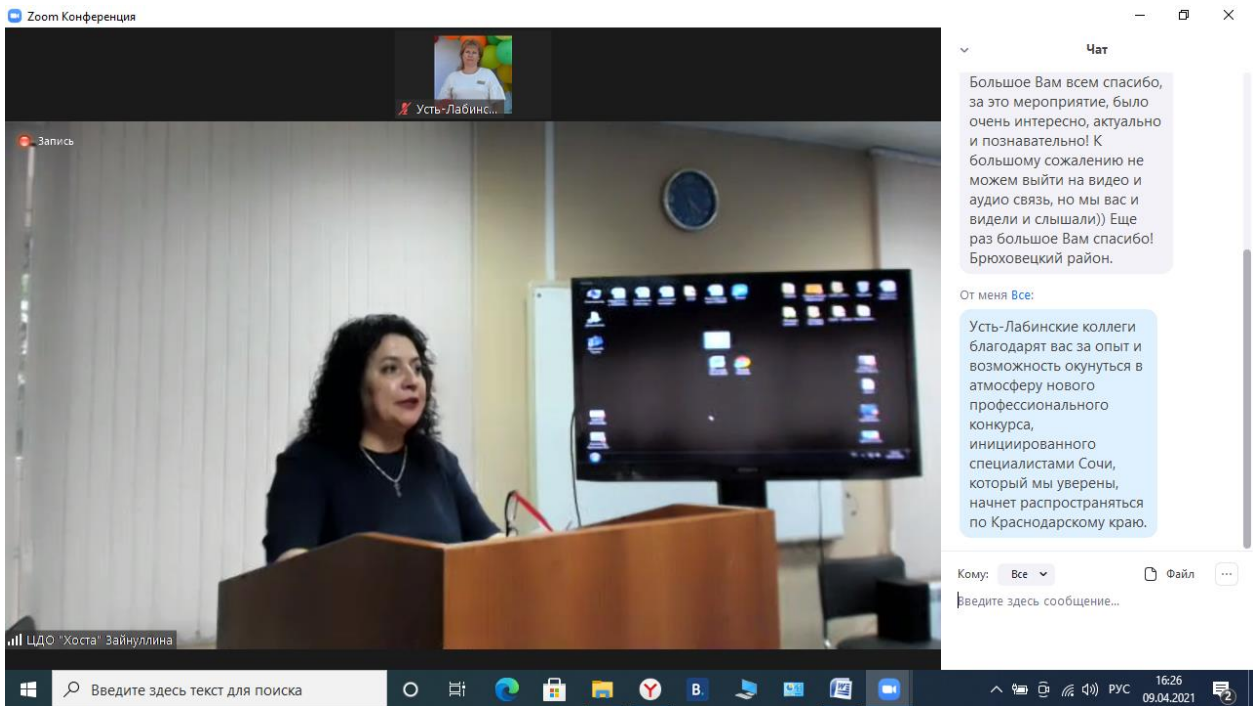 Zoom Конференция
Усть-Лабинс...
Запись
ЦДО "Хоста" Зайнуллина
Чат
Большое Вам всем спасибо,
за это мероприятие, было
очень интересно, актуально
и познавательно! К
большому сожалению не
можем выйти на видео и
аудио связь, но мы вас и
видели и слышали)) Еще
раз большое Вам спасибо!
Брюховецкий район.
От меня Все:
Усть-Лабинские коллеги
благодарят вас за опыт и
возможность окунуться в
атмосферу нового
профессионального
конкурса,
инициированного
специалистами Сочи,
который мы уверены,
начнет распространяться
по Краснодарскому краю.
Кому: Все Файл ...
Введите здесь сообщение...
Введите здесь текст для поиска
B.
РУС
16:26
09.04.2021
2